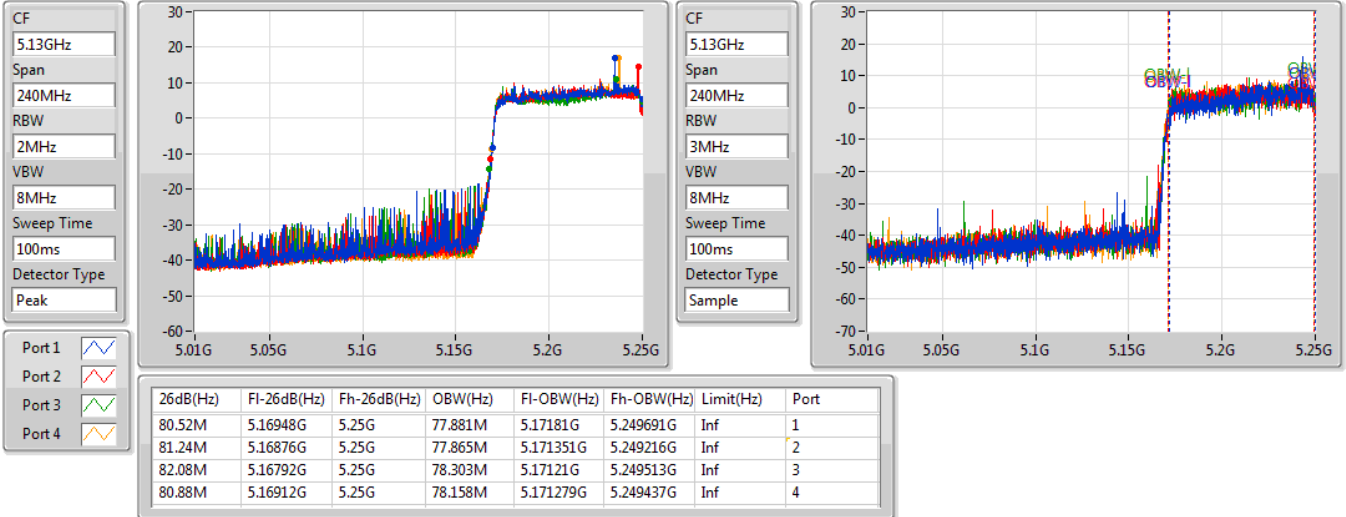 CF
5.13GHz
Span
240MHz
RBW
2MHz
VBW
8MHz
Sweep Time
100ms
Detector Type
Peak
30
20
10
0
-10
-20
-30
-40
-50
-60
5.01G 5.05G 5.1G 5.15G 5.2G 5.25G
CF
5.13GHz
Span
240MHz
RBW
3MHz
VBW
8MHz
Sweep Time
100ms
Detector Type
Sample
30
20
10
0
-10
-20
-30
-40
-50
-60
-70
5.01G 5.05G 5.1G 5.15G 5.2G 5.25G
Port 1
Port 2
Port 3
Port 4
26dB(Hz) Fl-26dB(Hz) Fh-26dB(Hz) OBW(Hz) Fl-OBW(Hz) Fh-OBW(Hz) Limit(Hz) Port
80.52M 5.16948G 5.25G 77.881M 5.17181G 5.249691G Inf 1
81.24M 5.16876G 5.25G 77.865M 5.171351G 5.249216G Inf 2
82.08M 5.16792G 5.25G 78.303M 5.17121G 5.249513G Inf 3
80.88M 5.16912G 5.25G 78.158M 5.171279G 5.249437G Inf 4